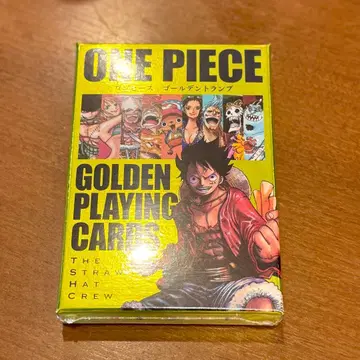 ONE PIECE
ワンピース ゴールデントランプ
GOLDEN
PLAYING
CARDS
THE
STRAW
HAT
CREW